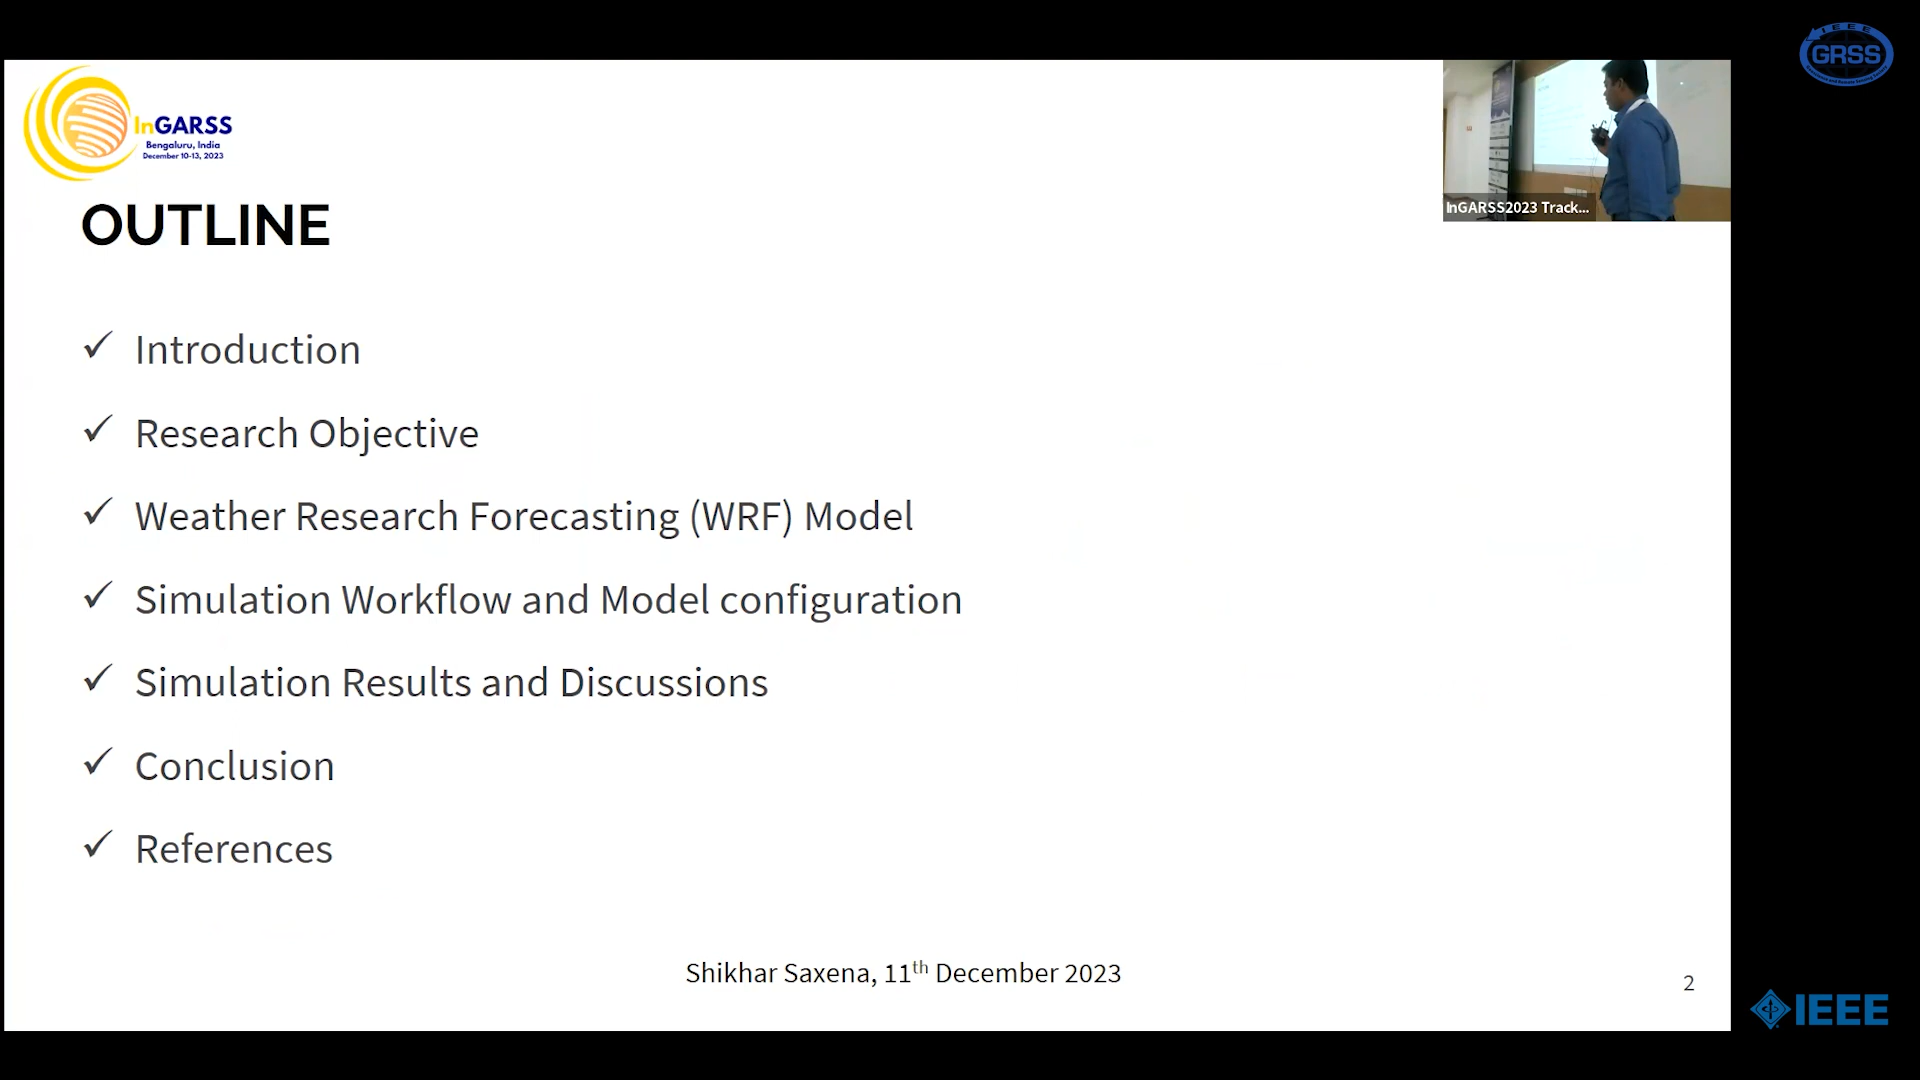 IEEE
GRSS
InGARSS
Bengaluru, India
December 10-13, 2023
InGARSS2023 Track...
OUTLINE
✓ Introduction
✓ Research Objective
✓ Weather Research Forecasting (WRF) Model
✓ Simulation Workflow and Model configuration
✓ Simulation Results and Discussions
✓ Conclusion
✓ References
Shikhar Saxena, 11th December 2023
2
IEEE